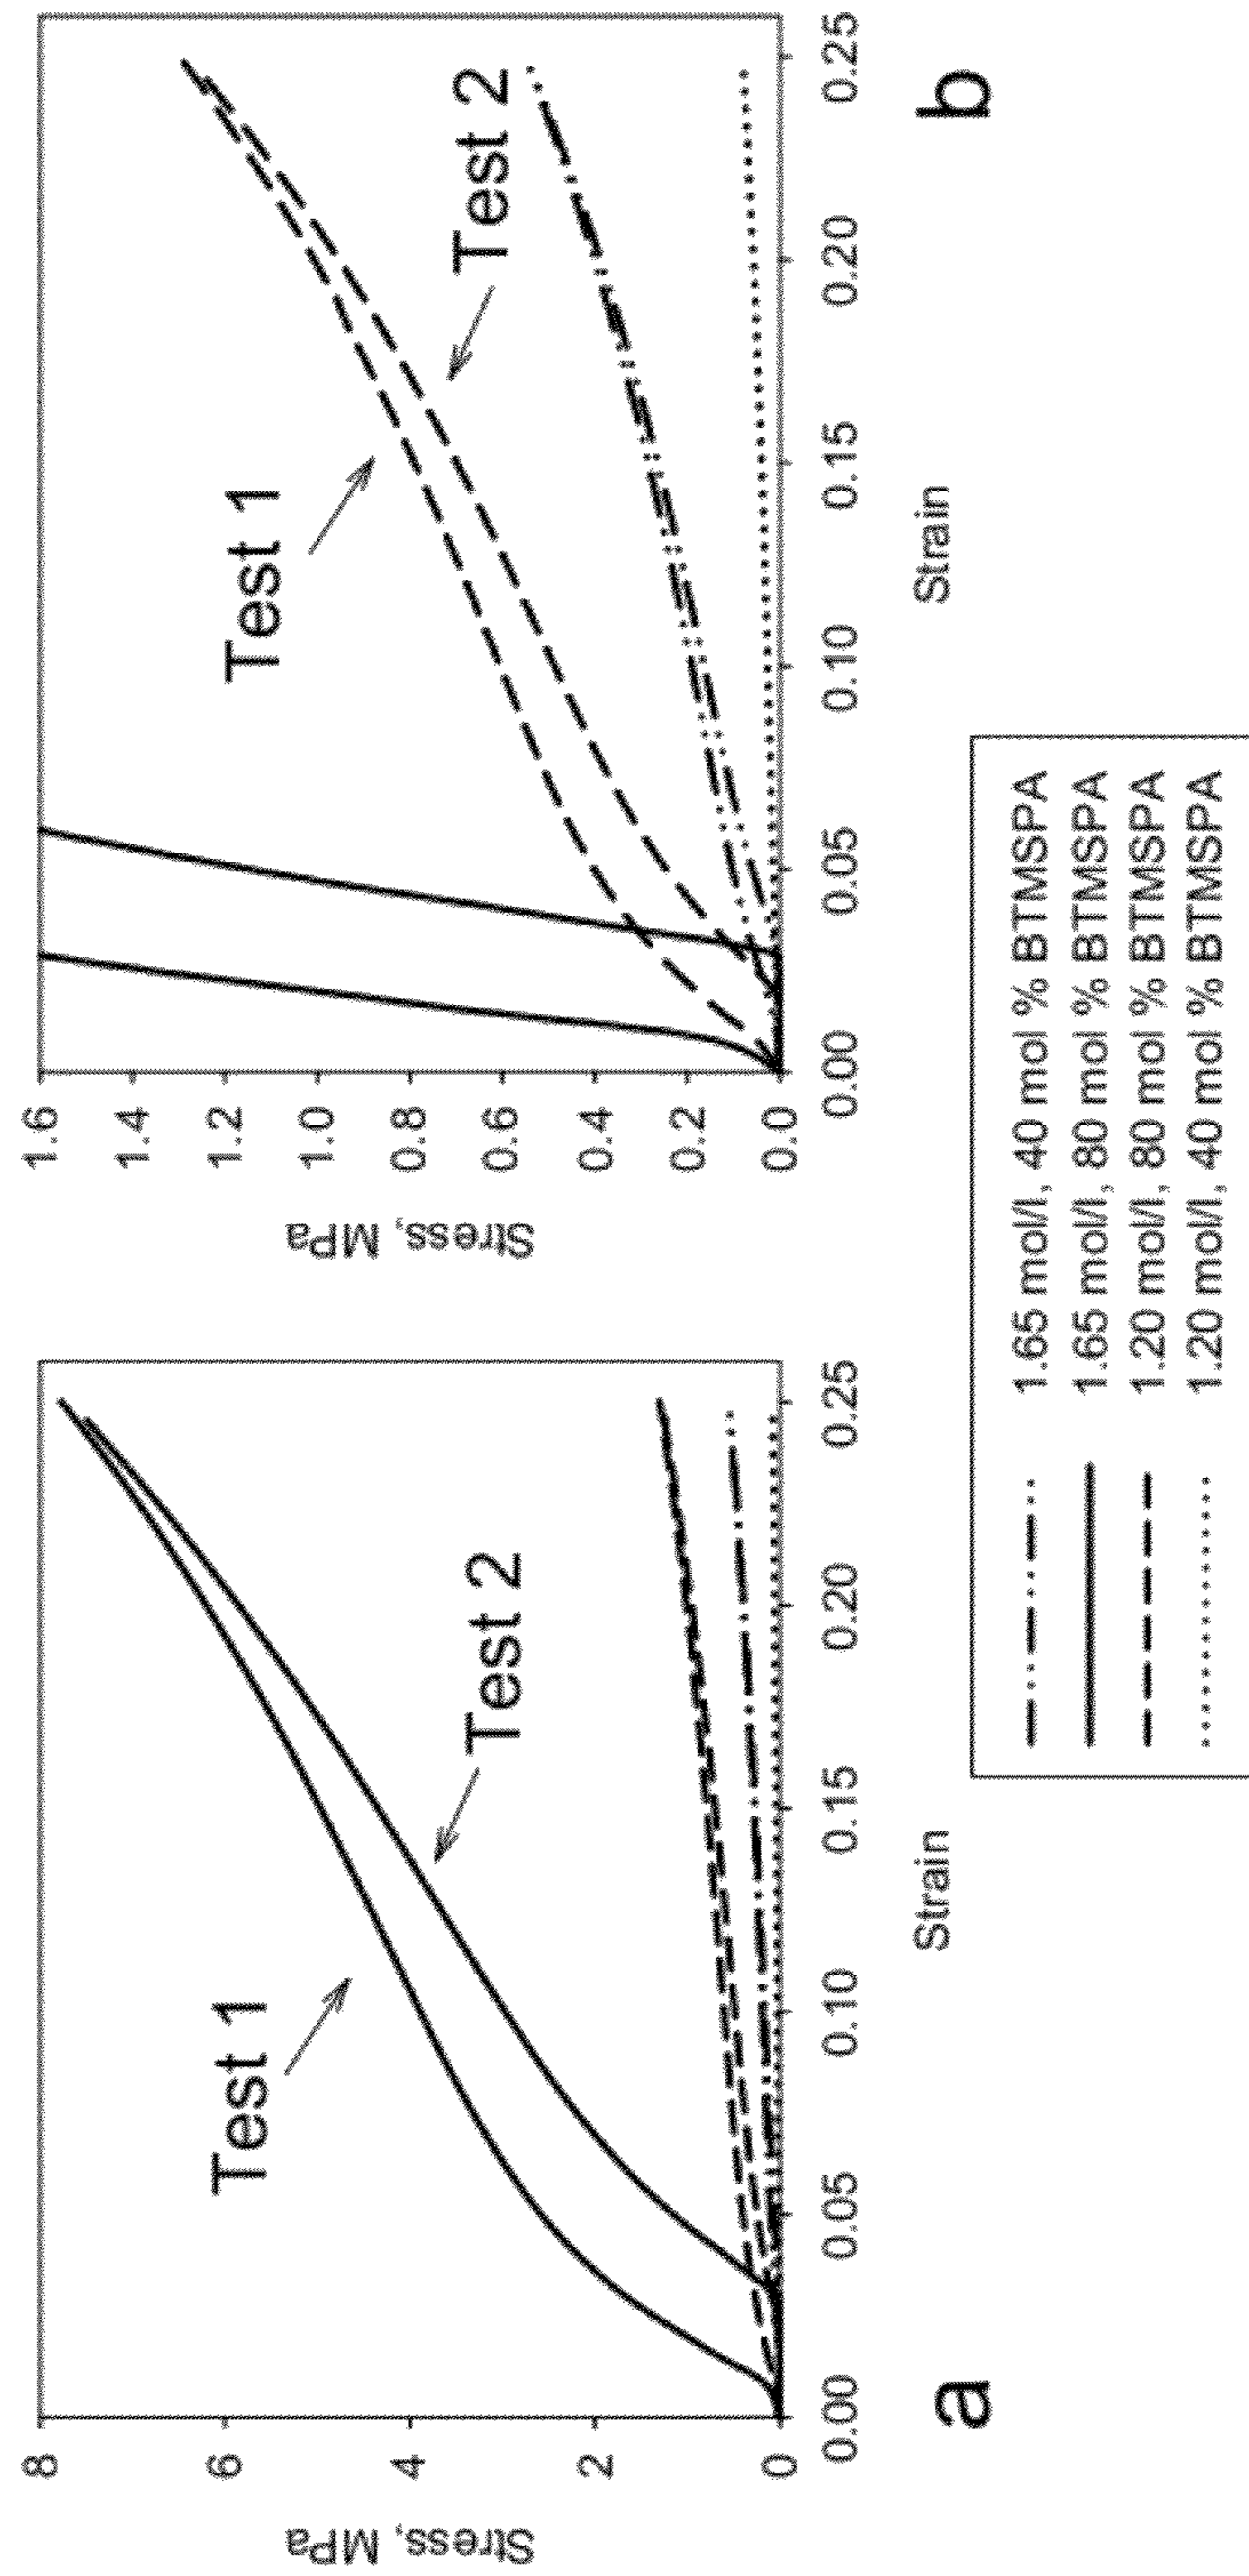 Stress, MPa
8
6
4
2
0
Test 1
Test 2
0.00 0.05 0.10 0.15 0.20 0.25
Strain
a
Stress, MPa
1.6
1.4
1.2
1.0
0.8
0.6
0.4
0.2
0.0
Test 1
Test 2
0.00 0.05 0.10 0.15 0.20 0.25
Strain
b
1.65 mol/l, 40 mol % BTMSPA
1.65 mol/l, 80 mol % BTMSPA
1.20 mol/l, 80 mol % BTMSPA
1.20 mol/l, 40 mol % BTMSPA